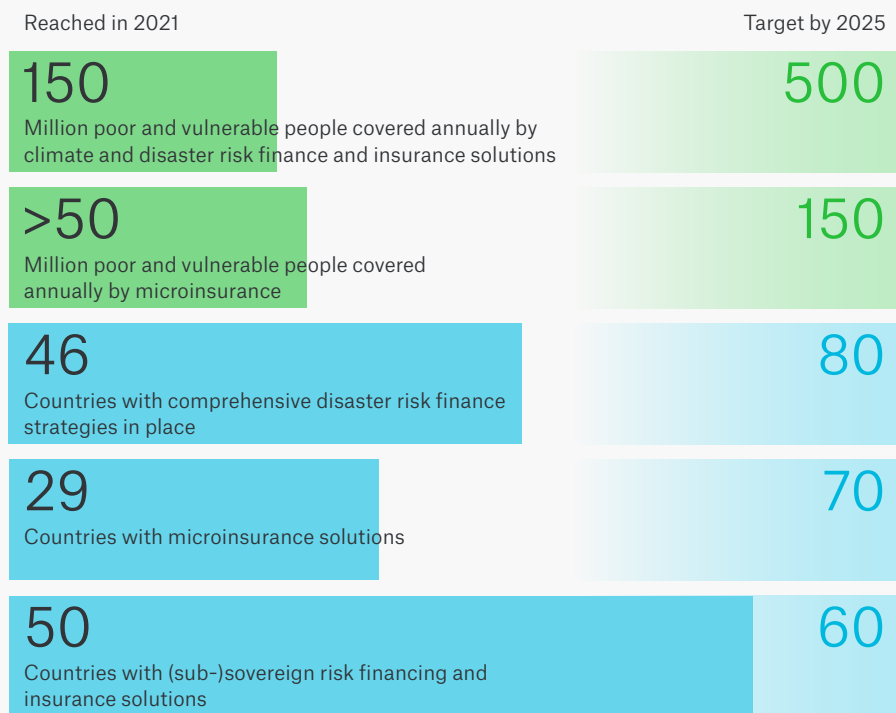 Reached in 2021
Target by 2025
150
500
Million poor and vulnerable people covered annually by
climate and disaster risk finance and insurance solutions
>50
150
Million poor and vulnerable people covered
annually by microinsurance
46
80
Countries with comprehensive disaster risk finance
strategies in place
29
70
Countries with microinsurance solutions
50
60
Countries with (sub-)sovereign risk financing and
insurance solutions